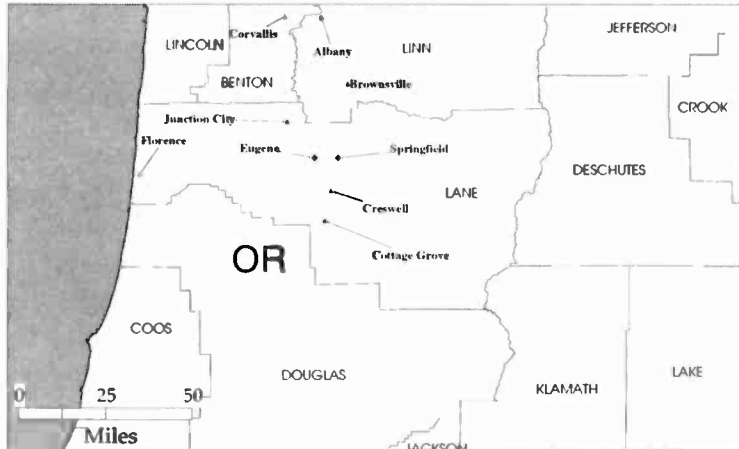 Corvallis
JEFFERSON
LINCOLN
Albany
LINN
BENTON
Brownsville
CROOK
Junction City
Florence
Eugene
Springfield
DESCHUTES
LANE
Creswell
Cottage Grove
OR
COOS
DOUGLAS
KLAMATH
LAKE
0 25 50
Miles
JACKSON